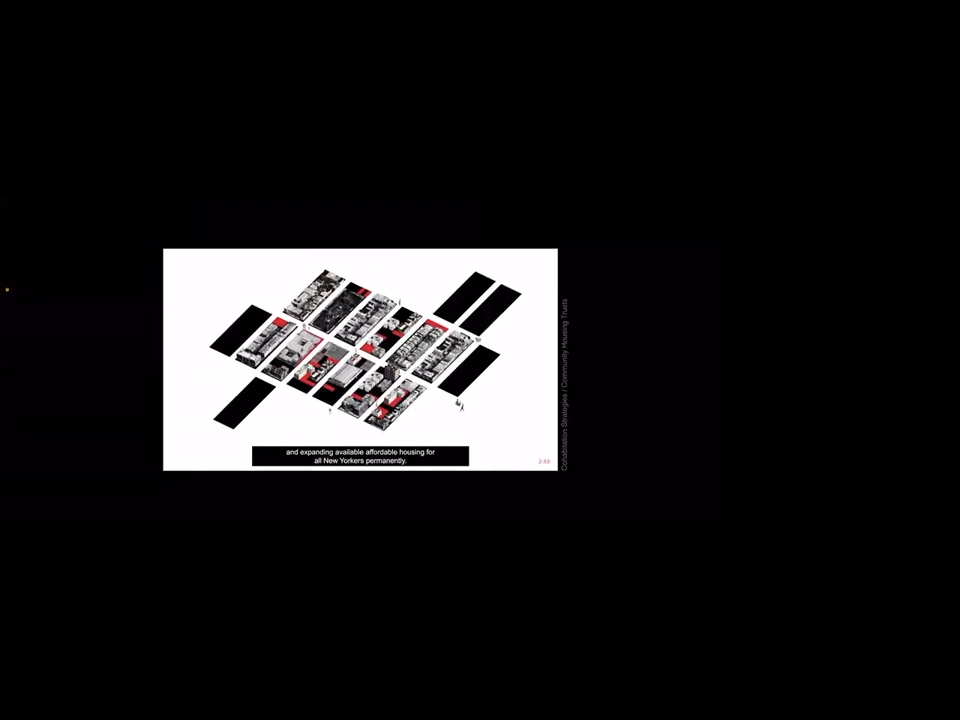 and expanding available affordable housing for
all New Yorkers permanently.
Cohabitation Strategies / Community Housing Trusts